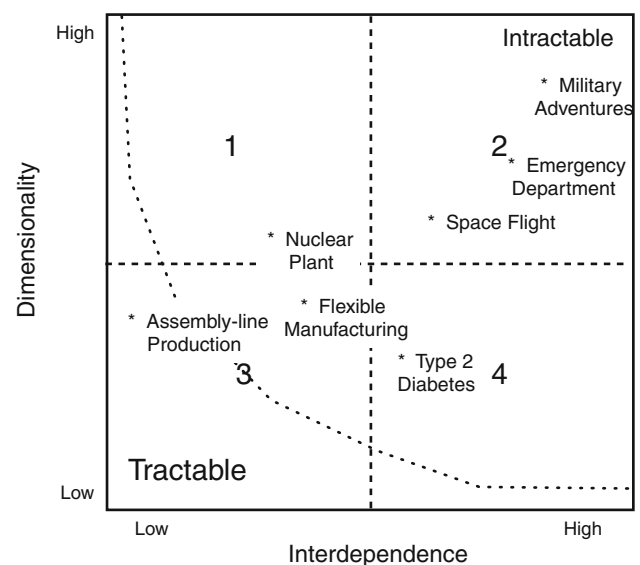 High
Intractable
* Military
Adventures
1
2
* Emergency
Department
* Space Flight
* Nuclear
Plant
Dimensionality
* Flexible
Manufacturing
* Assembly-line
Production
* Type 2
Diabetes
3
4
Tractable
Low
Low
High
Interdependence